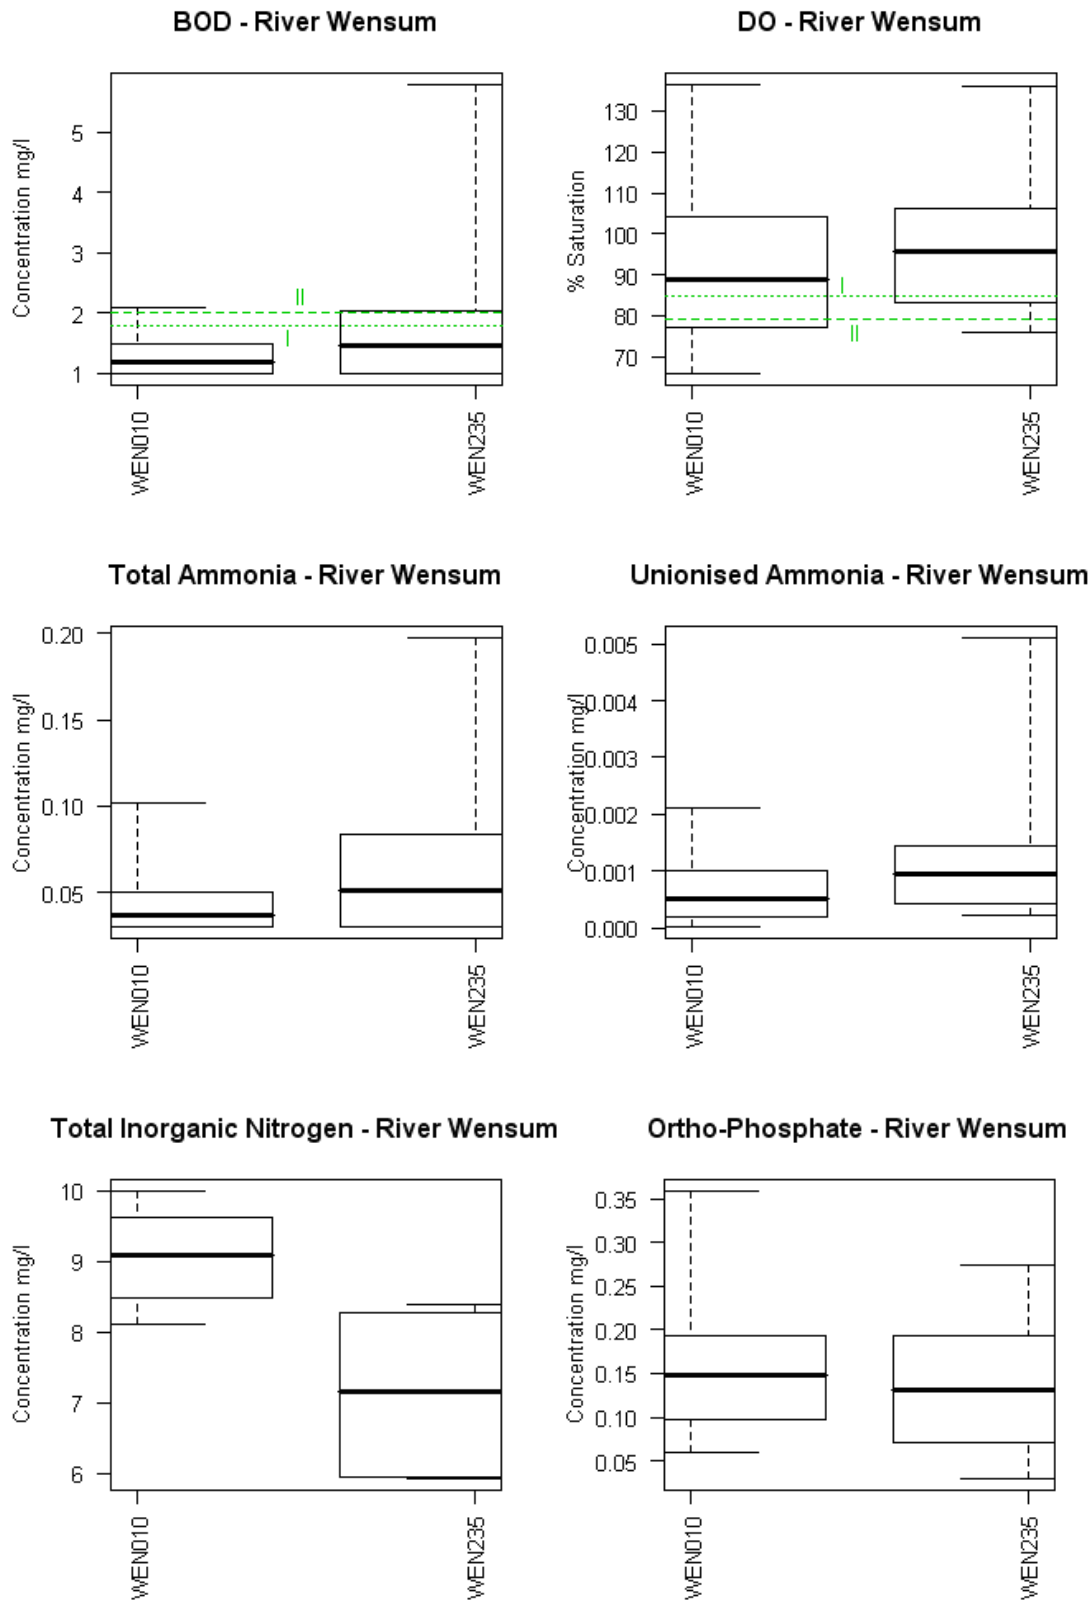 BOD - River Wensum
Concentration mg/l
5
4
3
2
1
II
I
WEN010
WEN235
DO - River Wensum
% Saturation
130
120
110
100
90
80
70
I
II
WEN010
WEN235
Total Ammonia - River Wensum
Concentration mg/l
0.20
0.15
0.10
0.05
WEN010
WEN235
Unionised Ammonia - River Wensum
Concentration mg/l
0.005
0.004
0.003
0.002
0.001
0.000
WEN010
WEN235
Total Inorganic Nitrogen - River Wensum
Concentration mg/l
10
9
8
7
6
WEN010
WEN235
Ortho-Phosphate - River Wensum
Concentration mg/l
0.35
0.30
0.25
0.20
0.15
0.10
0.05
WEN010
WEN235